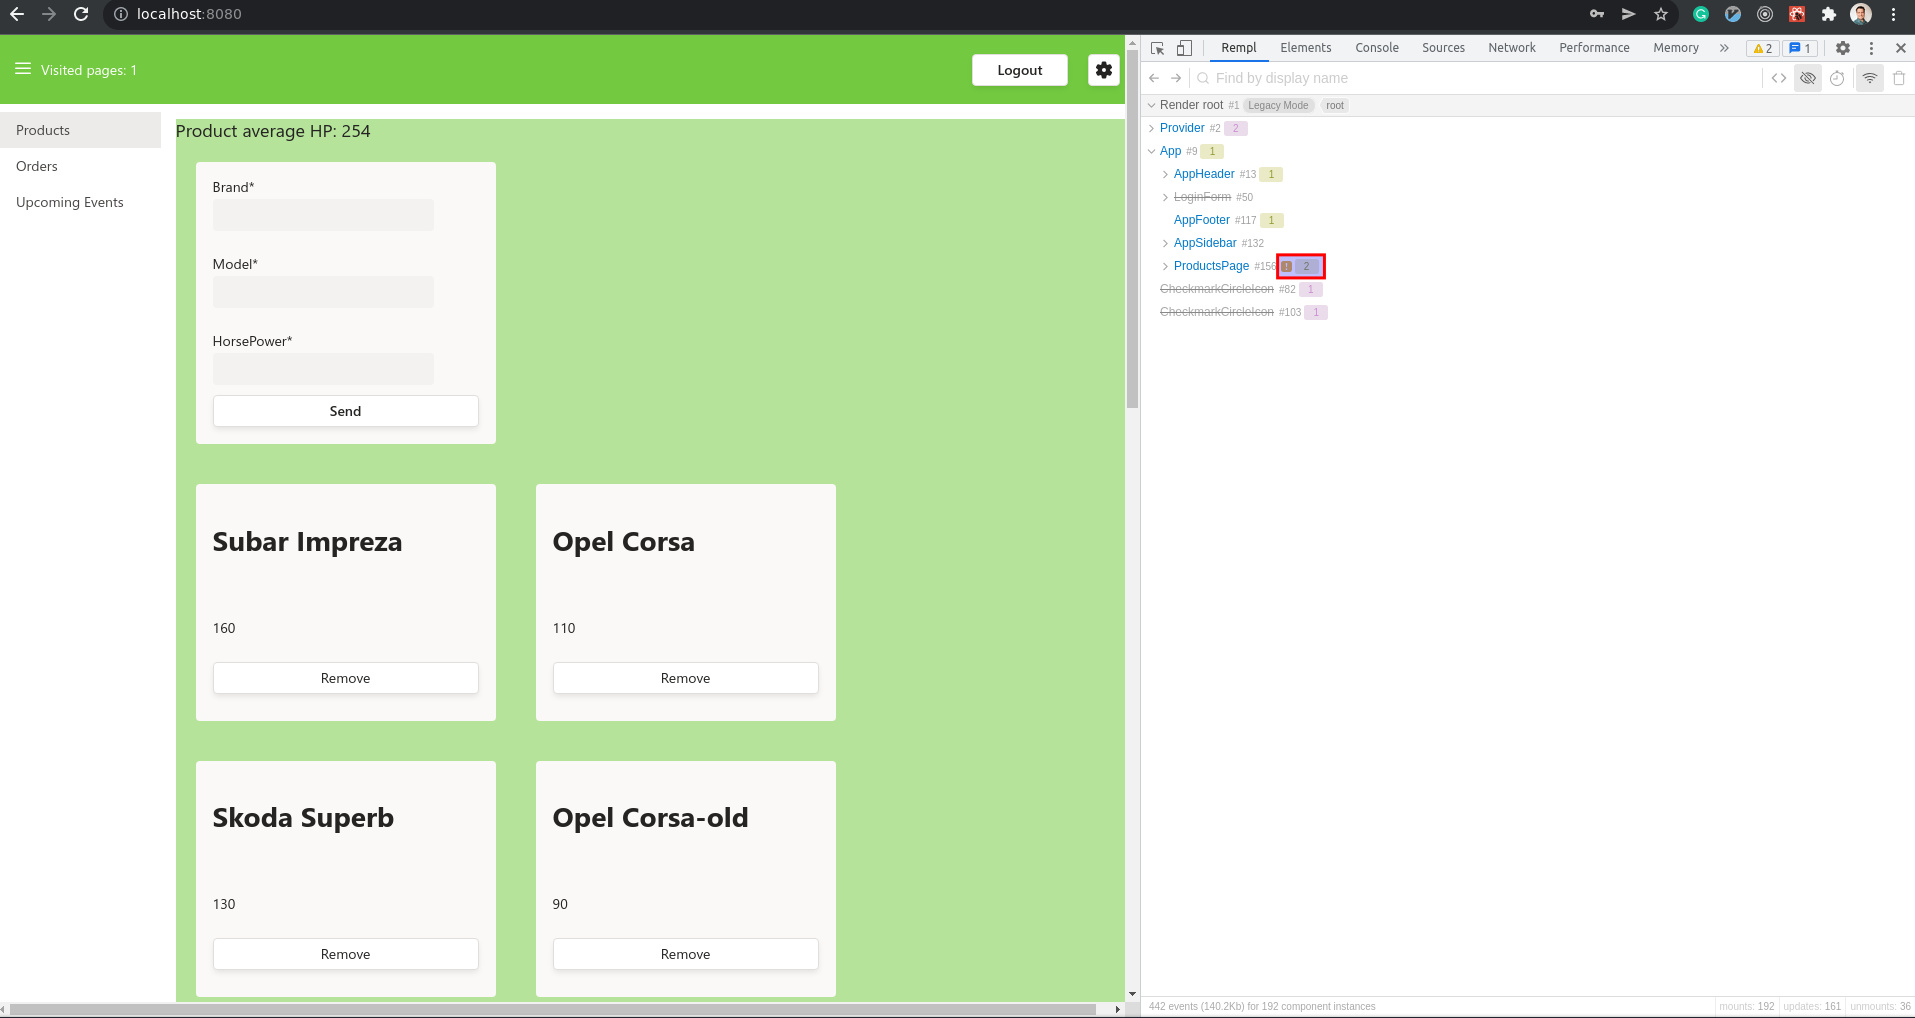 localhost:8080
Visited pages: 1
Logout
Products
Orders
Upcoming Events
Product average HP: 254
Brand*
Model*
HorsePower*
Send
Subar Impreza
160
Remove
Opel Corsa
110
Remove
Skoda Superb
130
Remove
Opel Corsa-old
90
Remove
Rempl Elements Console Sources Network Performance Memory » 2 1
Find by display name
Render root #1 Legacy Mode root
Provider #2 2
App #9 1
AppHeader #13 1
LoginForm #50
AppFooter #117 1
AppSidebar #132
ProductsPage #156 ! 2
CheckmarkCircleIcon #82 1
CheckmarkCircleIcon #103 1
442 events (140.2Kb) for 192 component instances
mounts: 192 updates: 161 unmounts: 36